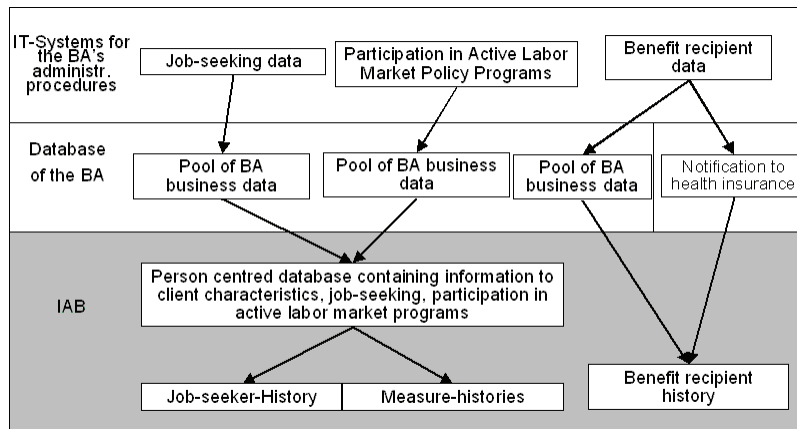 IT-Systems for
the BA's
administr.
procedures
Job-seeking data
Participation in Active Labor
Market Policy Programs
Benefit recipient
data
Database
of the BA
Pool of BA
business data
Pool of BA business
data
Pool of BA
business data
Notification to
health insurance
IAB
Person centred database containing information to
client characteristics, job-seeking, participation in
active labor market programs
Job-seeker-History
Measure-histories
Benefit recipient
history